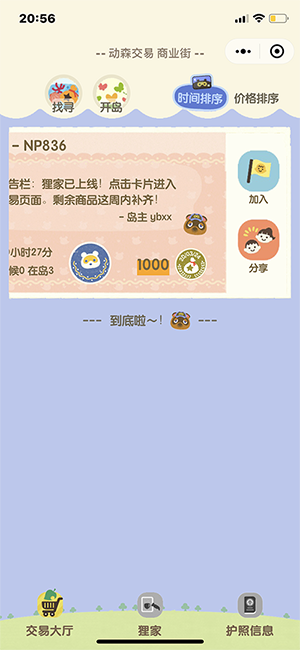 20:56
-- 动森交易 商业街 --
找寻
开岛
时间排序
价格排序
- NP836
告栏：狸家已上线！点击卡片进入
易页面。剩余商品这周内补齐！
- 岛主 ybxx
小时27分
候0 在岛3
1000
加入
分享
--- 到底啦～！ ---
交易大厅
狸家
护照信息